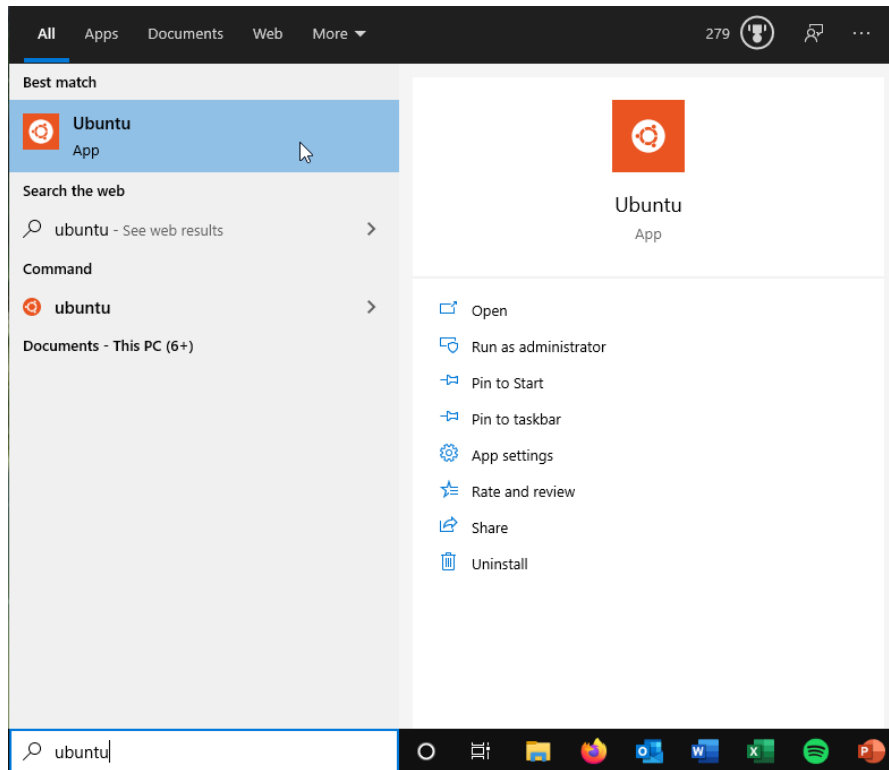 All Apps Documents Web More 279 ...
Best match
Ubuntu
App
Search the web
ubuntu - See web results
Command
ubuntu
Documents - This PC (6+)
Ubuntu
App
Open
Run as administrator
Pin to Start
Pin to taskbar
App settings
Rate and review
Share
Uninstall
ubuntu